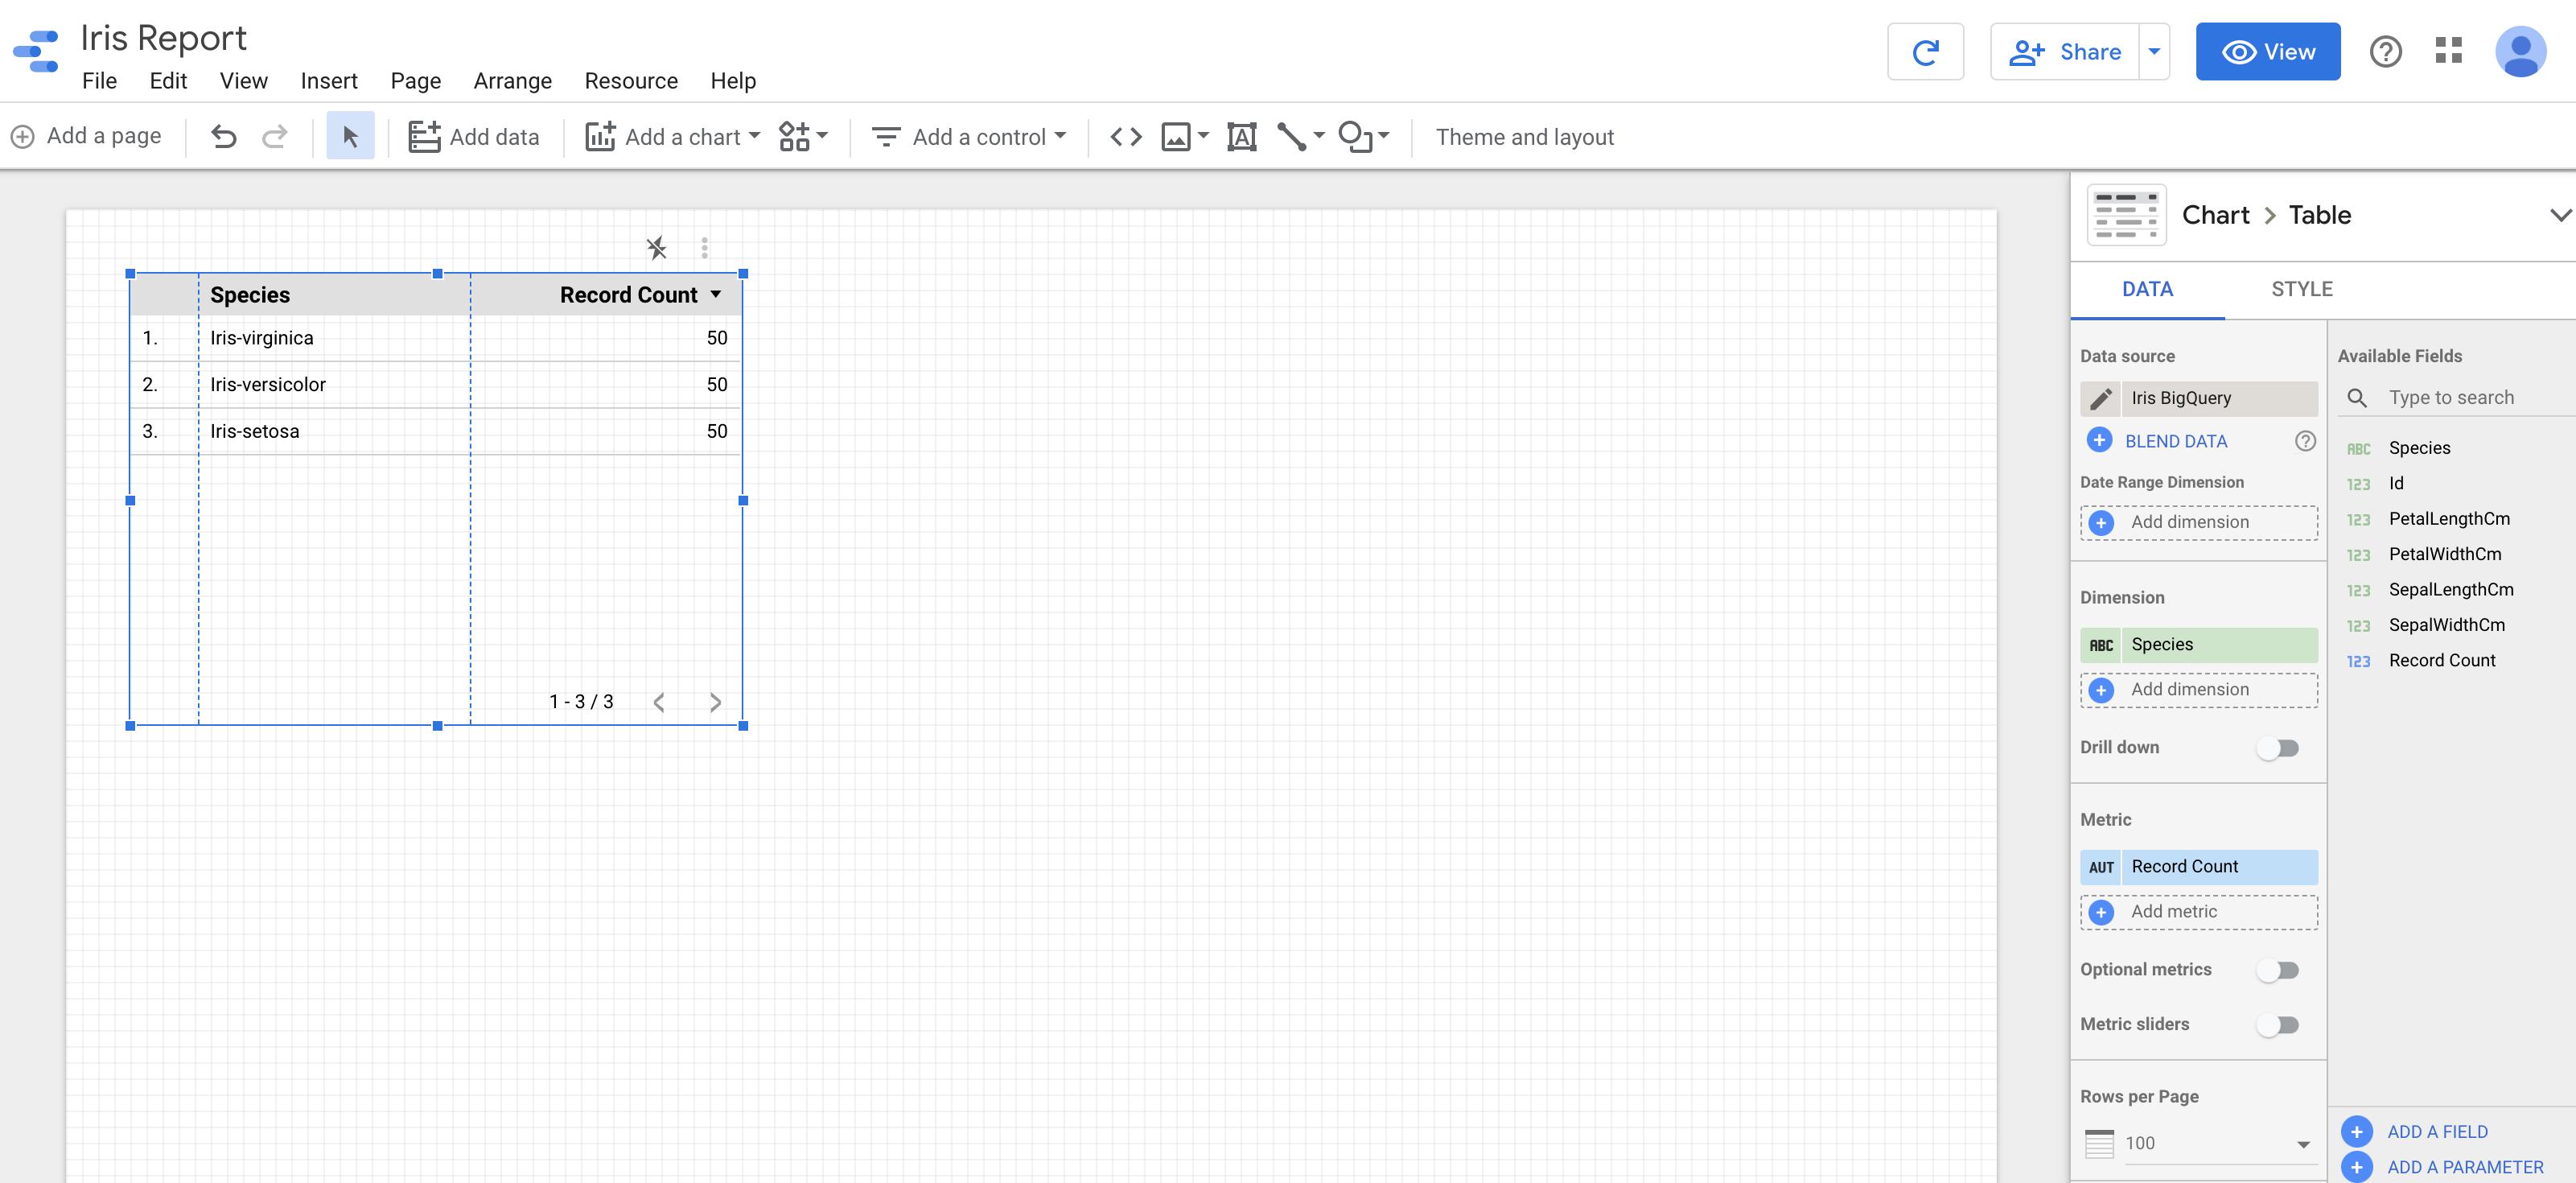 Iris Report
File Edit View Insert Page Arrange Resource Help
Share
View
Add a page
Add data
Add a chart
Add a control
A
Theme and layout
Chart > Table
DATA STYLE
Species Record Count
1. Iris-virginica 50
2. Iris-versicolor 50
3. Iris-setosa 50
1 - 3 / 3
Data source
Iris BigQuery
BLEND DATA
Date Range Dimension
Add dimension
Dimension
ABC Species
Add dimension
Drill down
Metric
AUT Record Count
Add metric
Optional metrics
Metric sliders
Rows per Page
100
Available Fields
Type to search
ABC Species
123 Id
123 PetalLengthCm
123 PetalWidthCm
123 SepalLengthCm
123 SepalWidthCm
123 Record Count
ADD A FIELD
ADD A PARAMETER